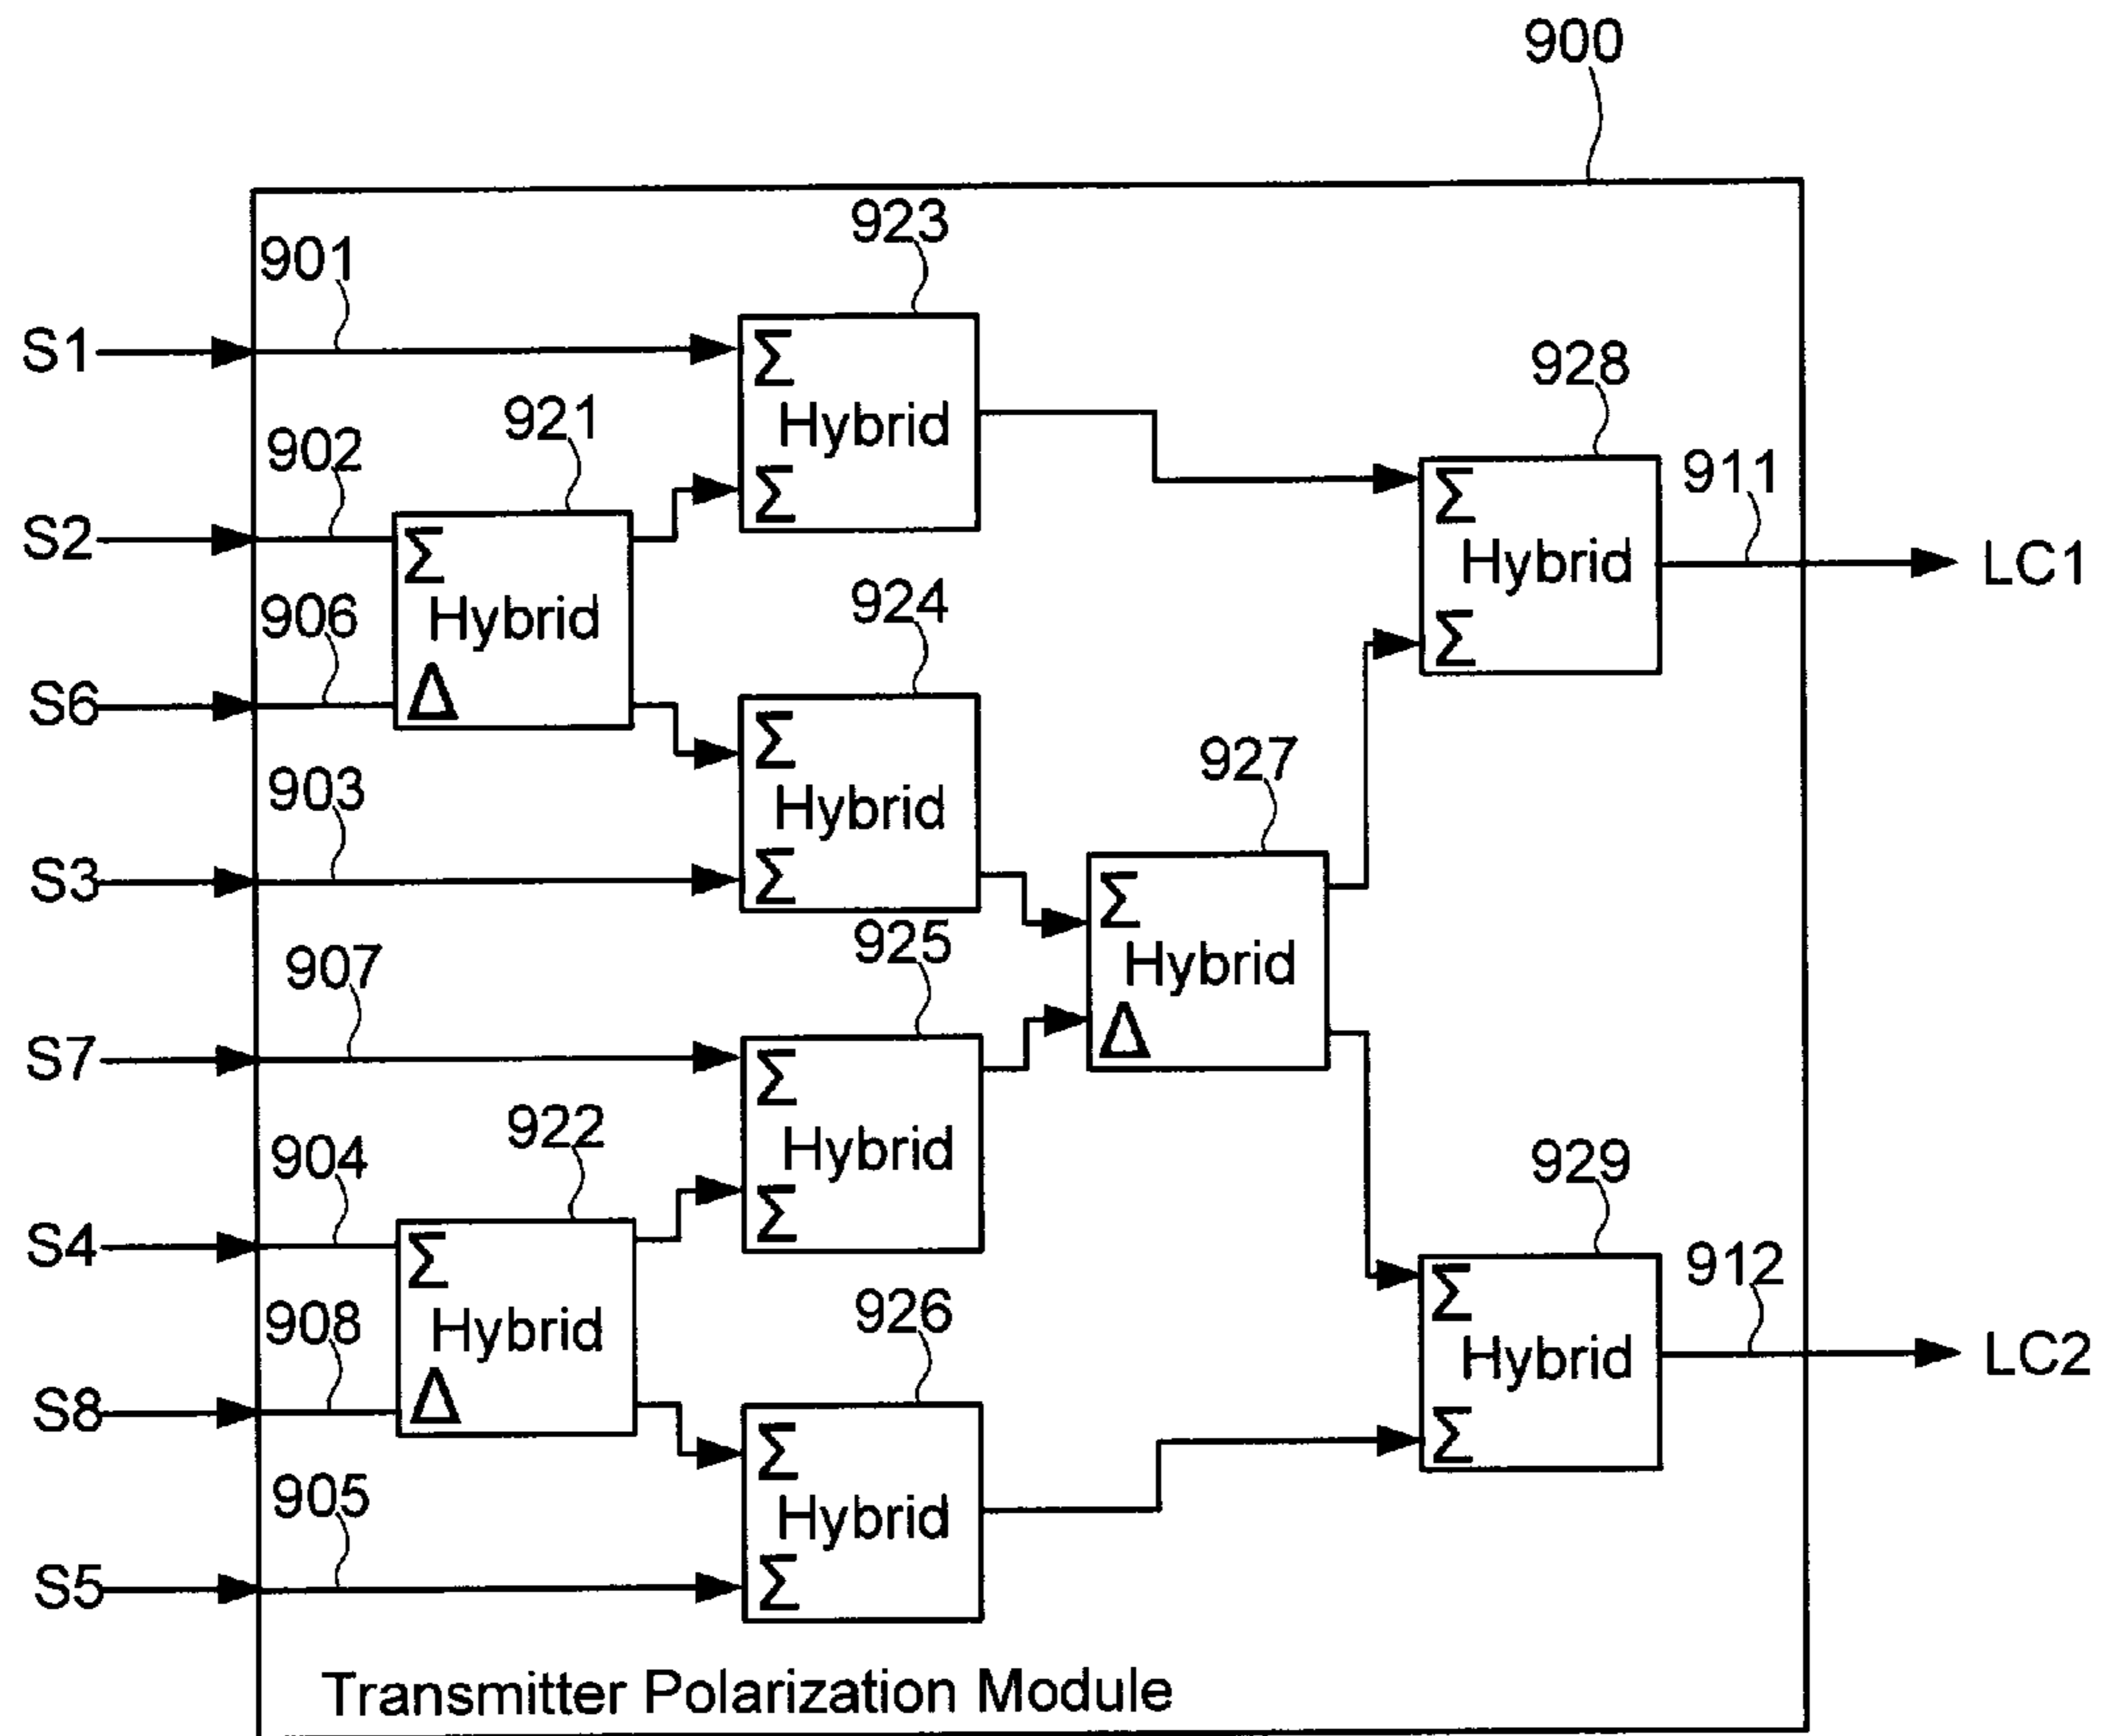 900
923
901
Σ
S1
928
Hybrid
921
902
911
Σ
Σ
S2
Σ
Hybrid
LC1
924
906
Hybrid
Σ
S6
Δ
Σ
927
903
Hybrid
S3
Σ
Σ
925
907
Hybrid
Δ
S7
Σ
922
904
Hybrid
929
Σ
S4
Σ
912
908
926
Σ
Hybrid
Hybrid
LC2
S8
Δ
Σ
Σ
905
Hybrid
S5
Σ
Transmitter Polarization Module